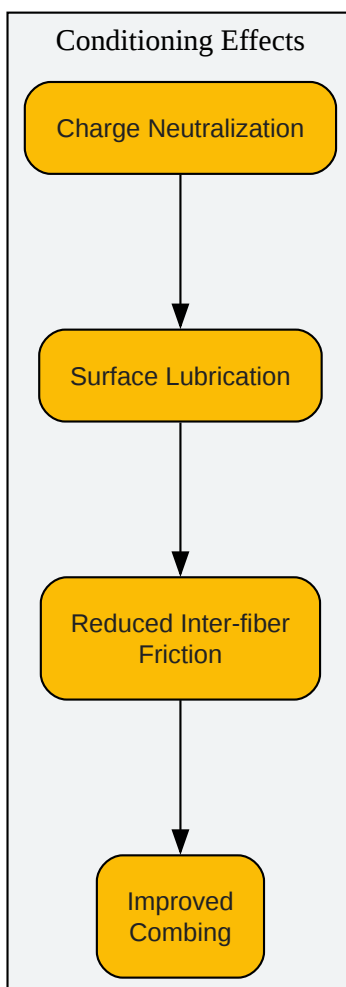 Conditioning Effects
Charge Neutralization
Surface Lubrication
Reduced Inter-fiber
Friction
Improved
Combing